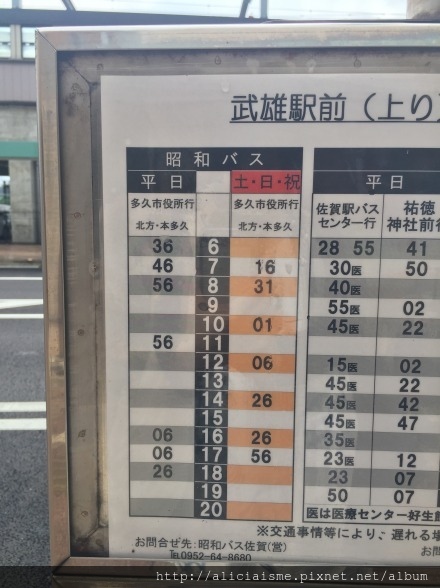 武雄駅前（上り）
昭和バス
平日 土・日・祝 平日
多久市役所行 多久市役所行 佐賀駅バス 祐徳
北方・本多久 北方・本多久 センター行 神社前行
36 6 28 55 41
46 7 16 30医 50
56 8 31 40医
9 55医 02
10 01 45医 22
56 11
12 06 15医 02
13 45医 22
14 26 45医 42
15 45医 47
06 16 26 35医
06 17 56 23医 12
26 18 23 07
19 50 07
20 医は医療センター好生館
※交通事情等により、遅れる場
お問合せ先：昭和バス佐賀(営) お問
TEL0952-64-8680
http://aliciaisme.pixnet.net/album